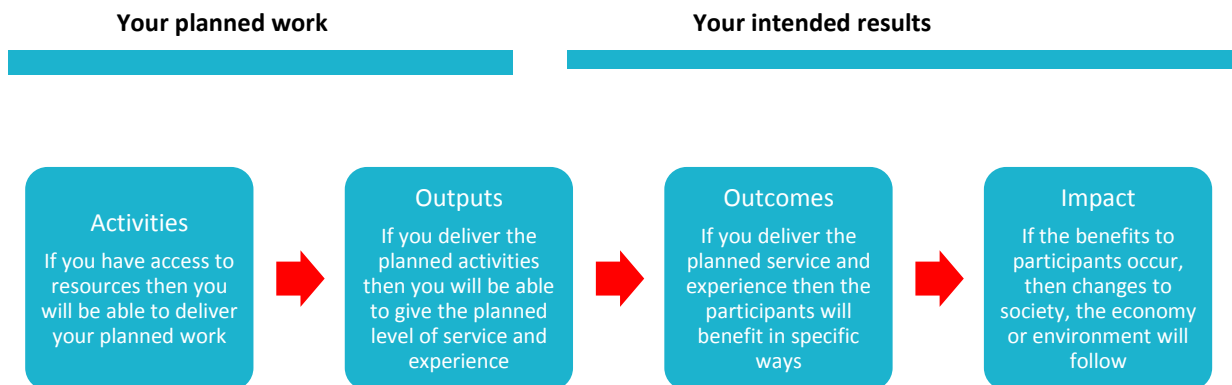 Your planned work
Your intended results
Activities
If you have access to
resources then you
will be able to deliver
your planned work
Outputs
If you deliver the
planned activities
then you will be able
to give the planned
level of service and
experience
Outcomes
If you deliver the
planned service and
experience then the
participants will
benefit in specific
ways
Impact
If the benefits to
participants occur,
then changes to
society, the economy
or environment will
follow